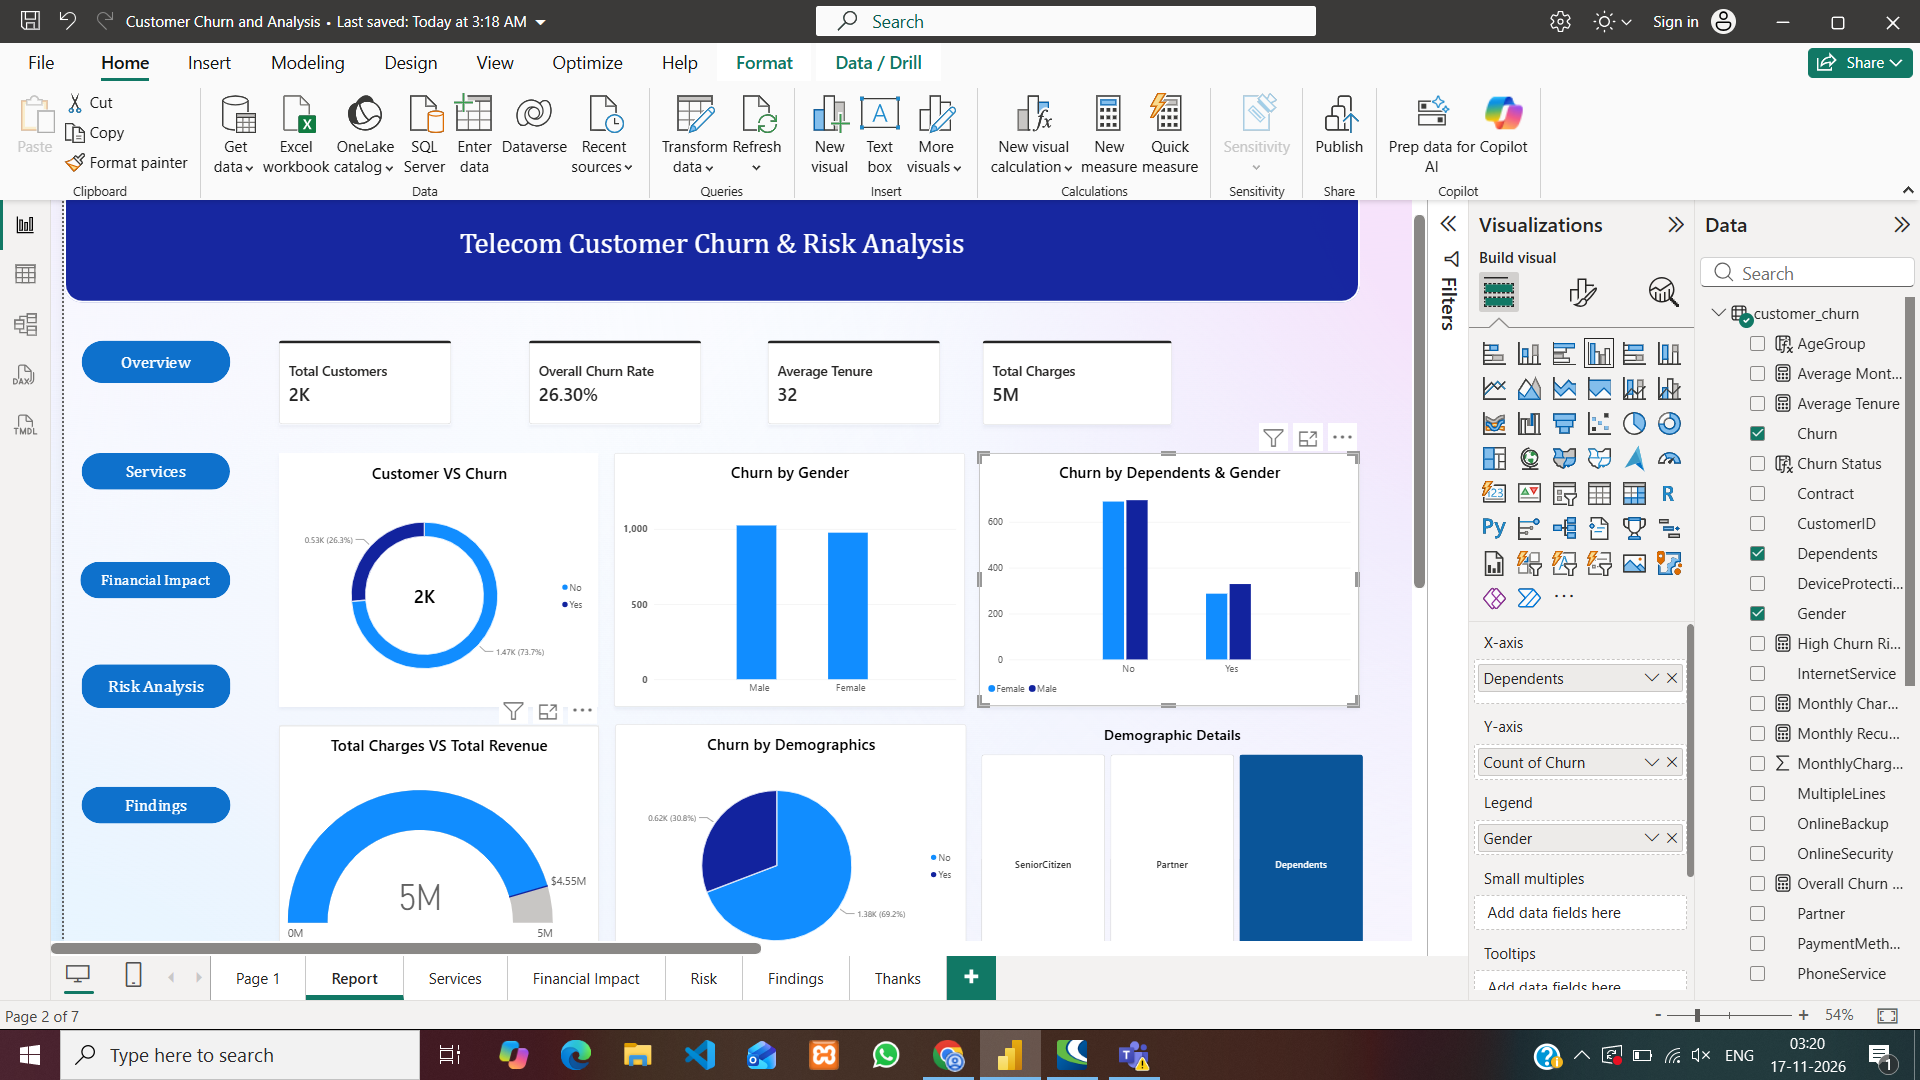 Customer Churn and Analysis • Last saved: Today at 3:18 AM
Search
Sign in
File
Home
Insert
Modeling
Design
View
Optimize
Help
Format
Data / Drill
Share
Paste
Cut
Copy
Format painter
Clipboard
Get data
Excel workbook
OneLake catalog
SQL Server
Enter data
Dataverse
Recent sources
Data
Transform data
Refresh
Queries
New visual
Text box
More visuals
Insert
New visual calculation
New measure
Quick measure
Calculations
Sensitivity
Sensitivity
Publish
Share
Prep data for AI
Copilot
Copilot
DAX
TMDL
Telecom Customer Churn & Risk Analysis
Overview
Services
Financial Impact
Risk Analysis
Findings
Total Customers
2K
Overall Churn Rate
26.30%
Average Tenure
32
Total Charges
5M
Customer VS Churn
0.53K (26.3%)
2K
No
Yes
1.47K (73.7%)
Churn by Gender
1,000
500
0
Male
Female
Churn by Dependents & Gender
600
400
200
0
No
Yes
Female
Male
Total Charges VS Total Revenue
5M
$4.55M
0M
5M
Churn by Demographics
0.62K (30.8%)
No
Yes
1.38K (69.2%)
Demographic Details
SeniorCitizen
Partner
Dependents
Filters
Visualizations
Build visual
123
R
Py
X-axis
Dependents
Y-axis
Count of Churn
Legend
Gender
Small multiples
Add data fields here
Tooltips
Add data fields here
Data
Search
customer_churn
AgeGroup
Average Mont...
Average Tenure
Churn
Churn Status
Contract
CustomerID
Dependents
DeviceProtecti...
Gender
High Churn Ri...
InternetService
Monthly Char...
Monthly Recu...
MonthlyCharg...
MultipleLines
OnlineBackup
OnlineSecurity
Overall Churn ...
Partner
PaymentMeth...
PhoneService
Page 1
Report
Services
Financial Impact
Risk
Findings
Thanks
Page 2 of 7
54%
Type here to search
ENG
03:20
17-11-2026
1